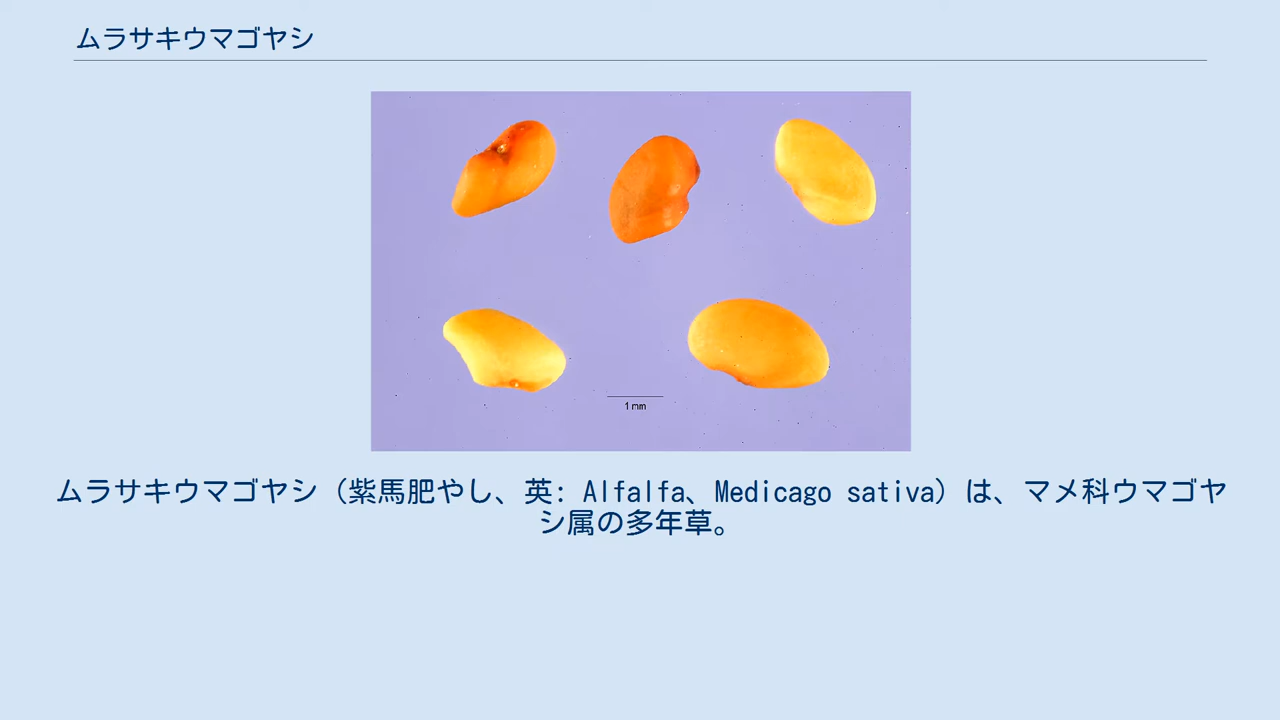 ムラサキウマゴヤシ
1 mm
ムラサキウマゴヤシ（紫馬肥やし、英: Alfalfa、Medicago sativa）は、マメ科ウマゴヤ
シ属の多年草。